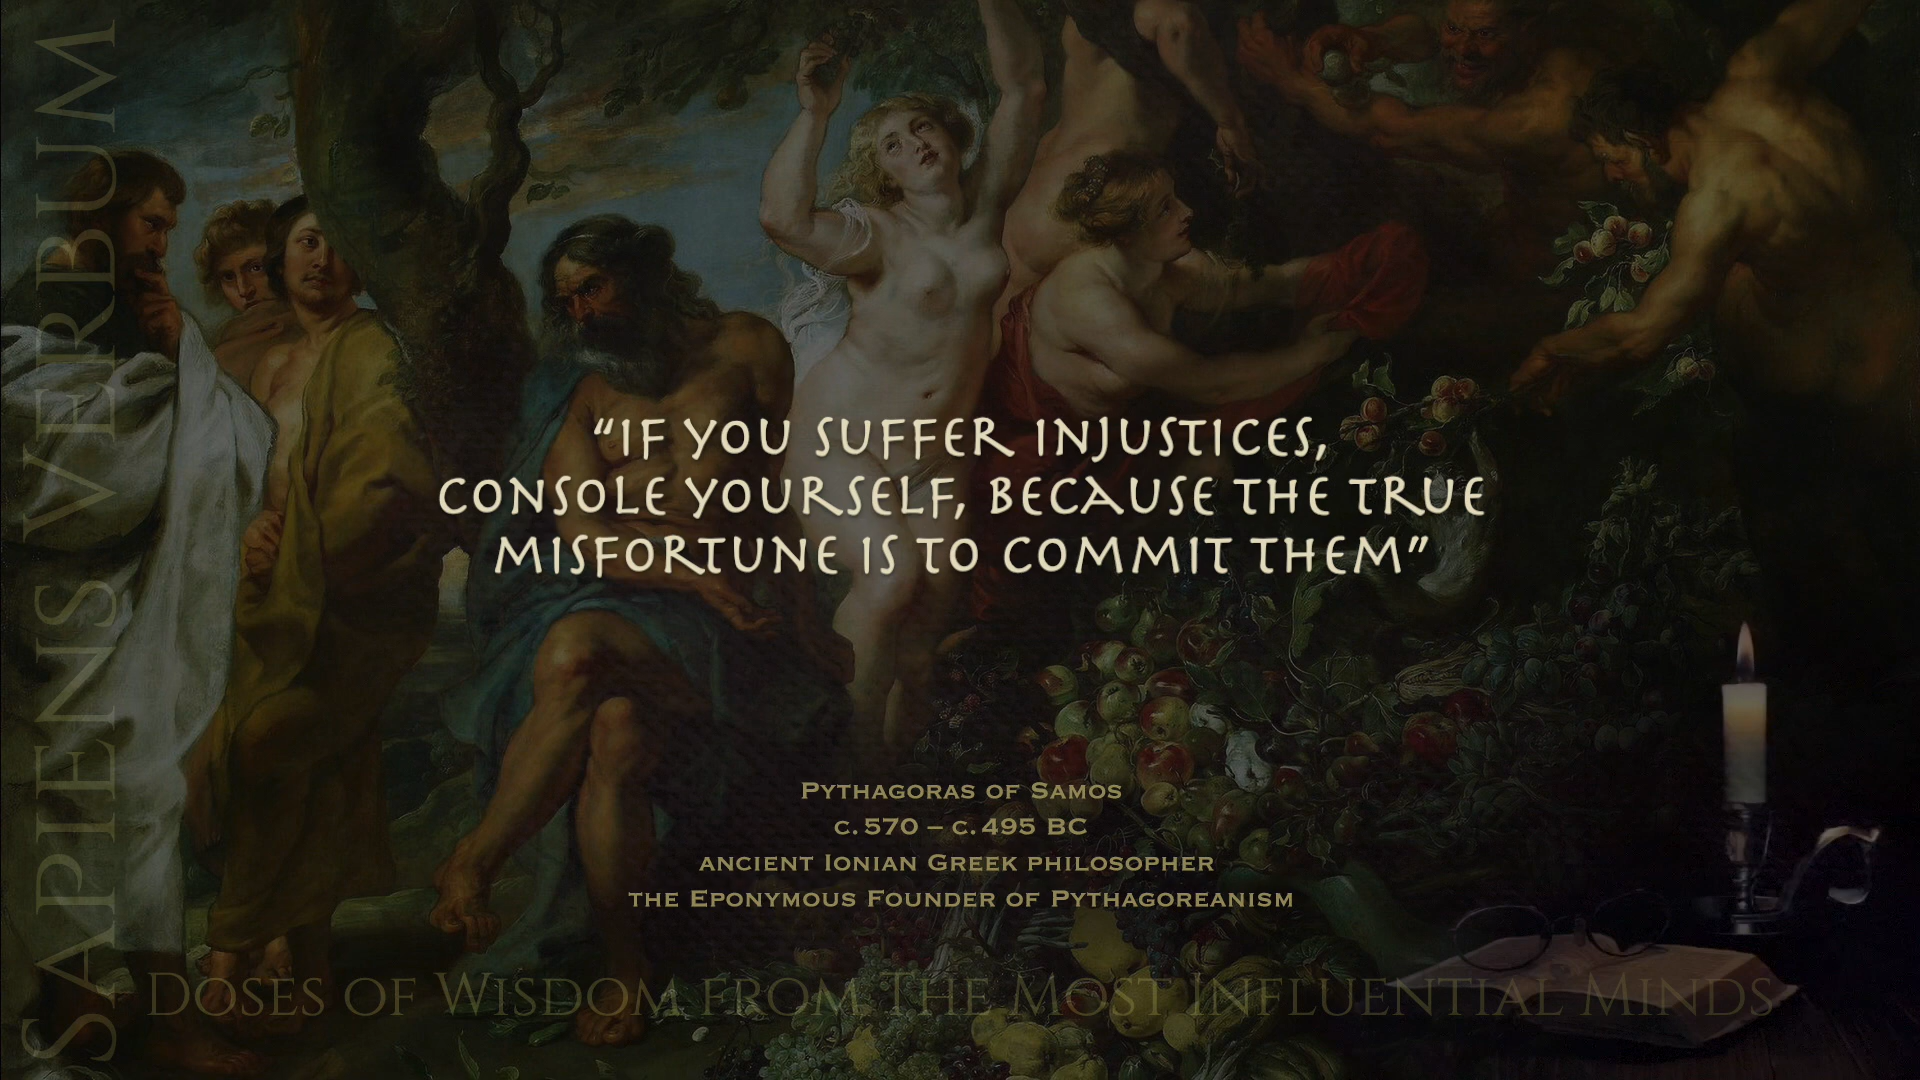 SAPIENS VERBUM
“IF YOU SUFFER INJUSTICES,
CONSOLE YOURSELF, BECAUSE THE TRUE
MISFORTUNE IS TO COMMIT THEM”
Pythagoras of Samos
c. 570 – c. 495 BC
ancient Ionian Greek philosopher
the Eponymous Founder of Pythagoreanism
Doses of Wisdom from The Most Influential Minds